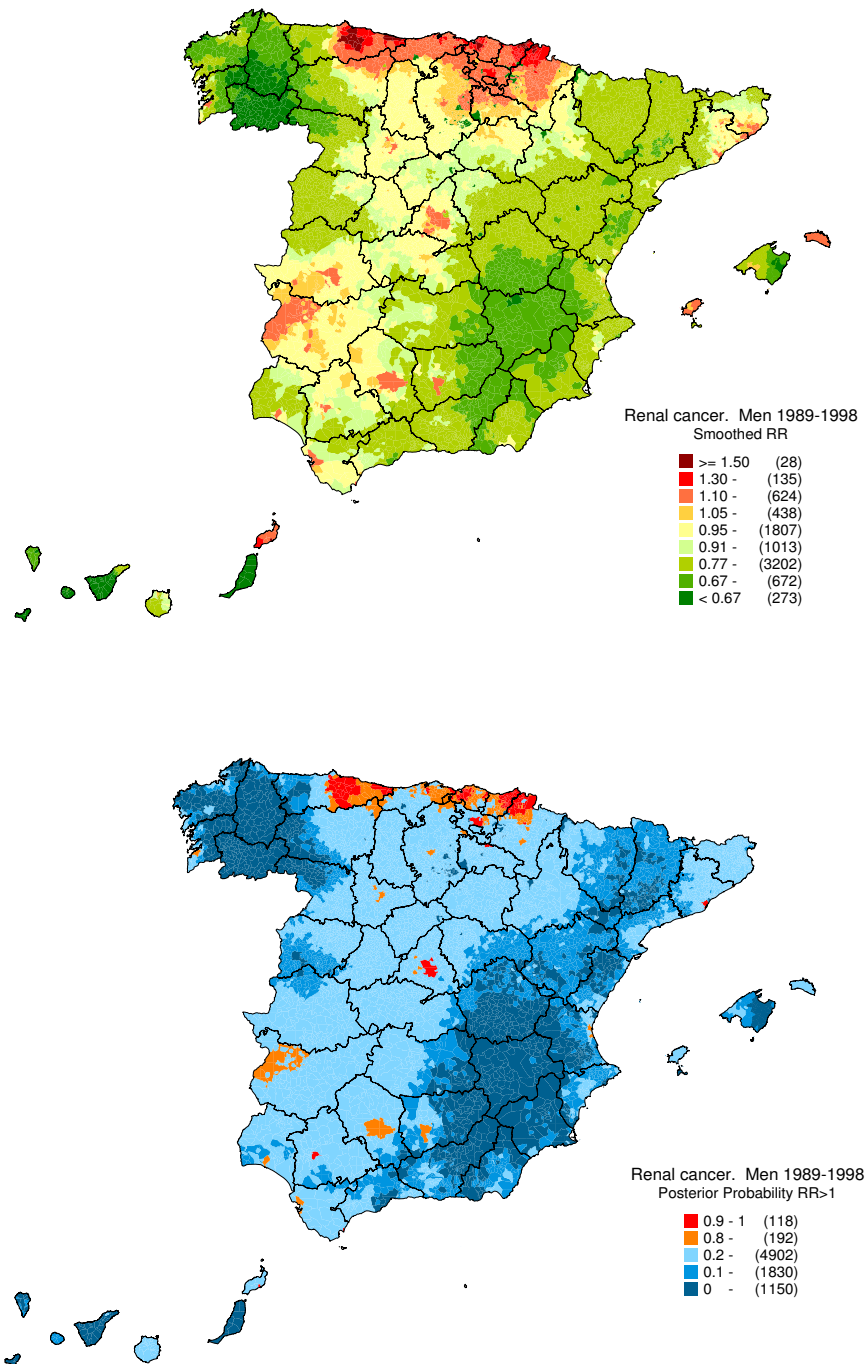 Renal cancer. Men 1989-1998
Smoothed RR
>= 1.50 (28)
1.30 - (135)
1.10 - (624)
1.05 - (438)
0.95 - (1807)
0.91 - (1013)
0.77 - (3202)
0.67 - (672)
< 0.67 (273)
Renal cancer. Men 1989-1998
Posterior Probability RR>1
0.9 - 1 (118)
0.8 - (192)
0.2 - (4902)
0.1 - (1830)
0 - (1150)